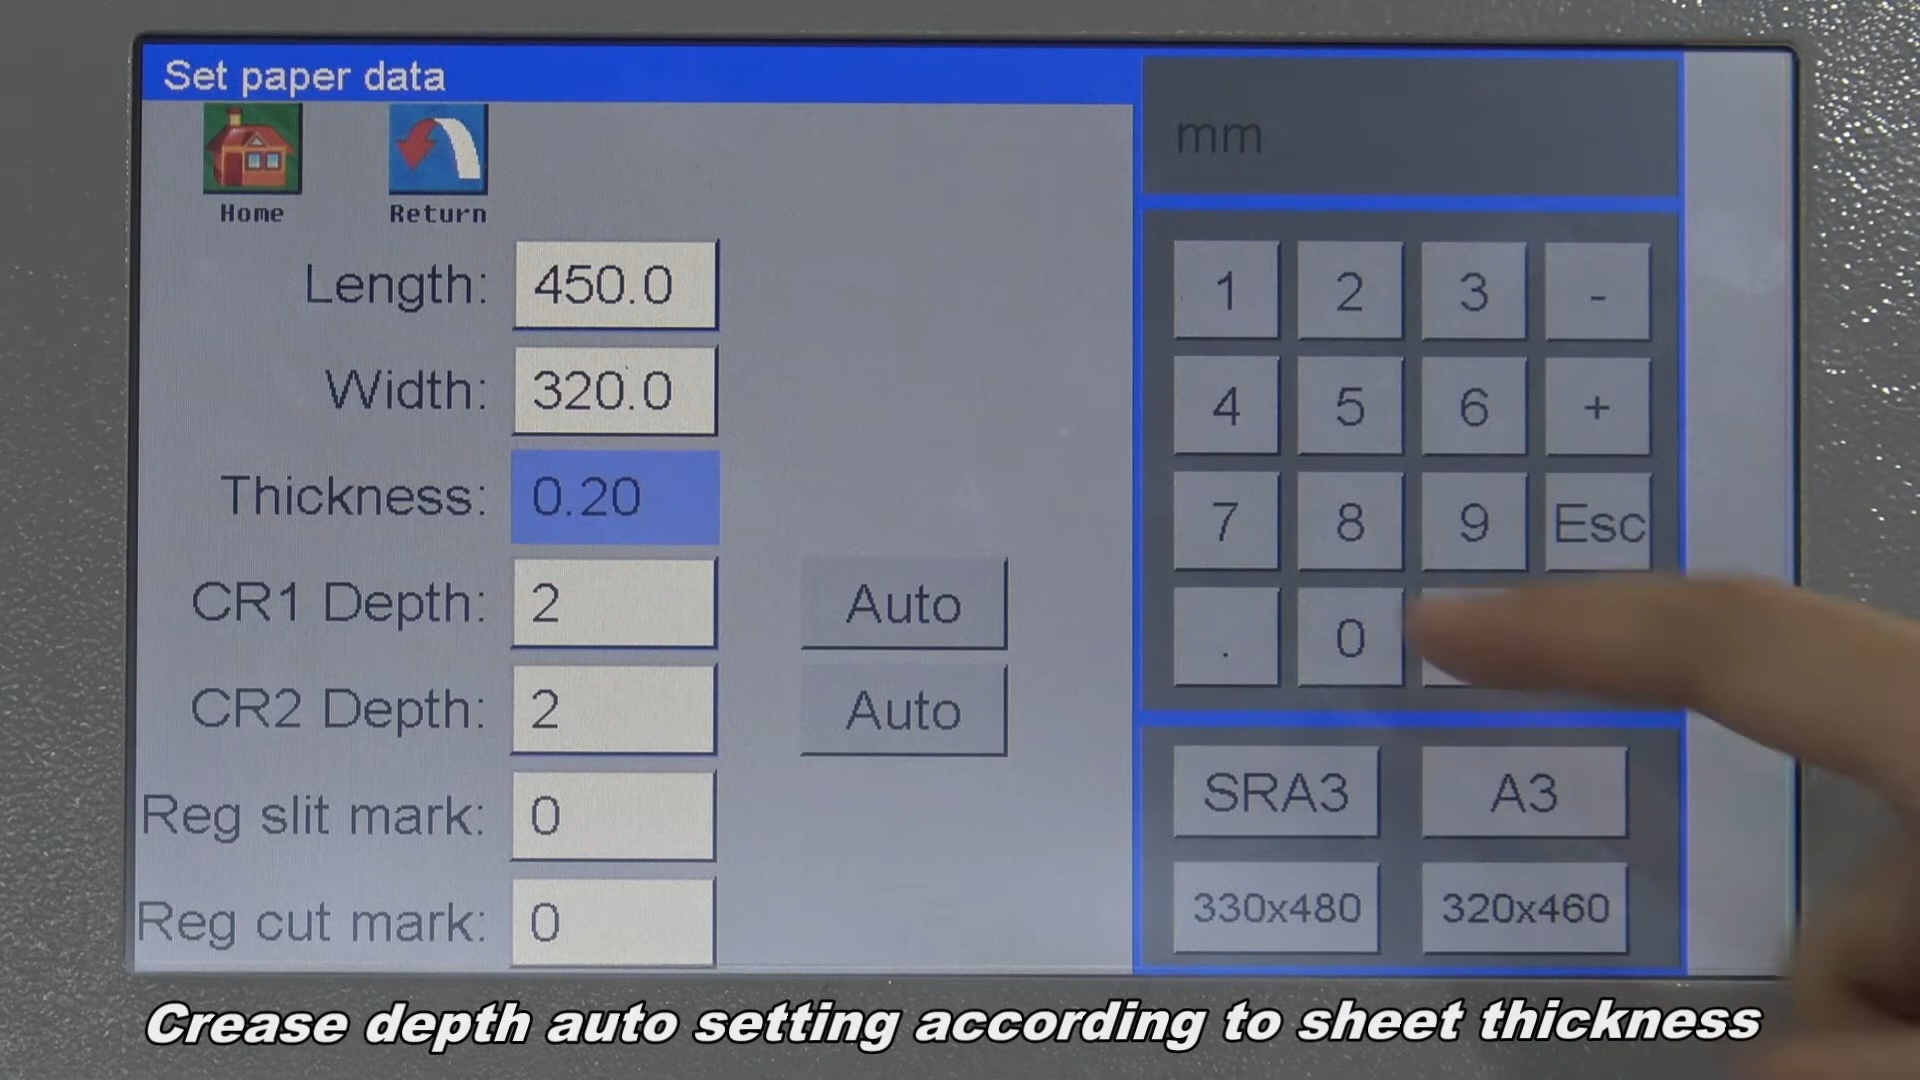 Set paper data
Home Return
Length: 450.0
Width: 320.0
Thickness: 0.20
CR1 Depth: 2 Auto
CR2 Depth: 2 Auto
Reg slit mark: 0
Reg cut mark: 0
mm
1 2 3 -
4 5 6 +
7 8 9 Esc
. 0
SRA3 A3
330x480 320x460
Crease depth auto setting according to sheet thickness